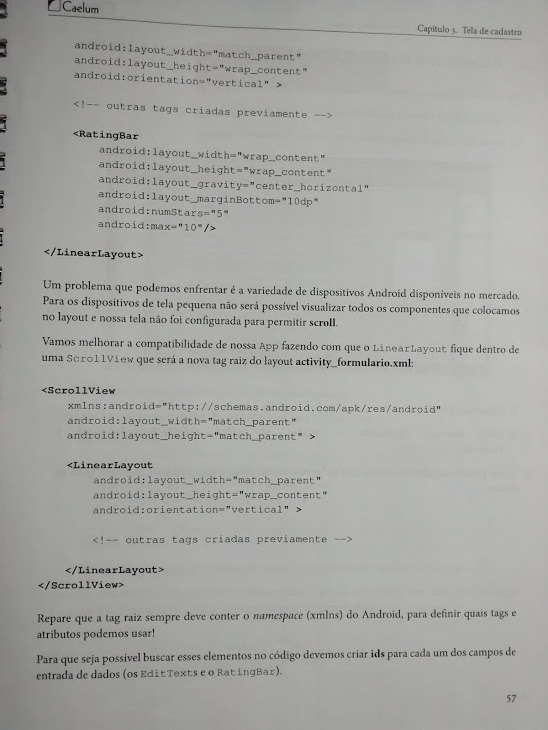 Caelum
Capítulo 3. Tela de cadastro
android:layout_width="match_parent"
android:layout_height="wrap_content"
android:orientation="vertical" >
<!-- outras tags criadas previamente -->
<RatingBar
android:layout_width="wrap_content"
android:layout_height="wrap_content"
android:layout_gravity="center_horizontal"
android:layout_marginBottom="10dp"
android:numStars="5"
android:max="10"/>
</LinearLayout>
Um problema que podemos enfrentar é a variedade de dispositivos Android disponíveis no mercado.
Para os dispositivos de tela pequena não será possível visualizar todos os componentes que colocamos
no layout e nossa tela não foi configurada para permitir scroll.
Vamos melhorar a compatibilidade de nossa App fazendo com que o LinearLayout fique dentro de
uma ScrollView que será a nova tag raiz do layout activity_formulario.xml:
<ScrollView
xmlns:android="http://schemas.android.com/apk/res/android"
android:layout_width="match_parent"
android:layout_height="match_parent" >
<LinearLayout
android:layout_width="match_parent"
android:layout_height="wrap_content"
android:orientation="vertical" >
<!-- outras tags criadas previamente -->
</LinearLayout>
</ScrollView>
Repare que a tag raiz sempre deve conter o namespace (xmlns) do Android, para definir quais tags e
atributos podemos usar!
Para que seja possível buscar esses elementos no código devemos criar ids para cada um dos campos de
entrada de dados (os EditTexts e o RatingBar).
57